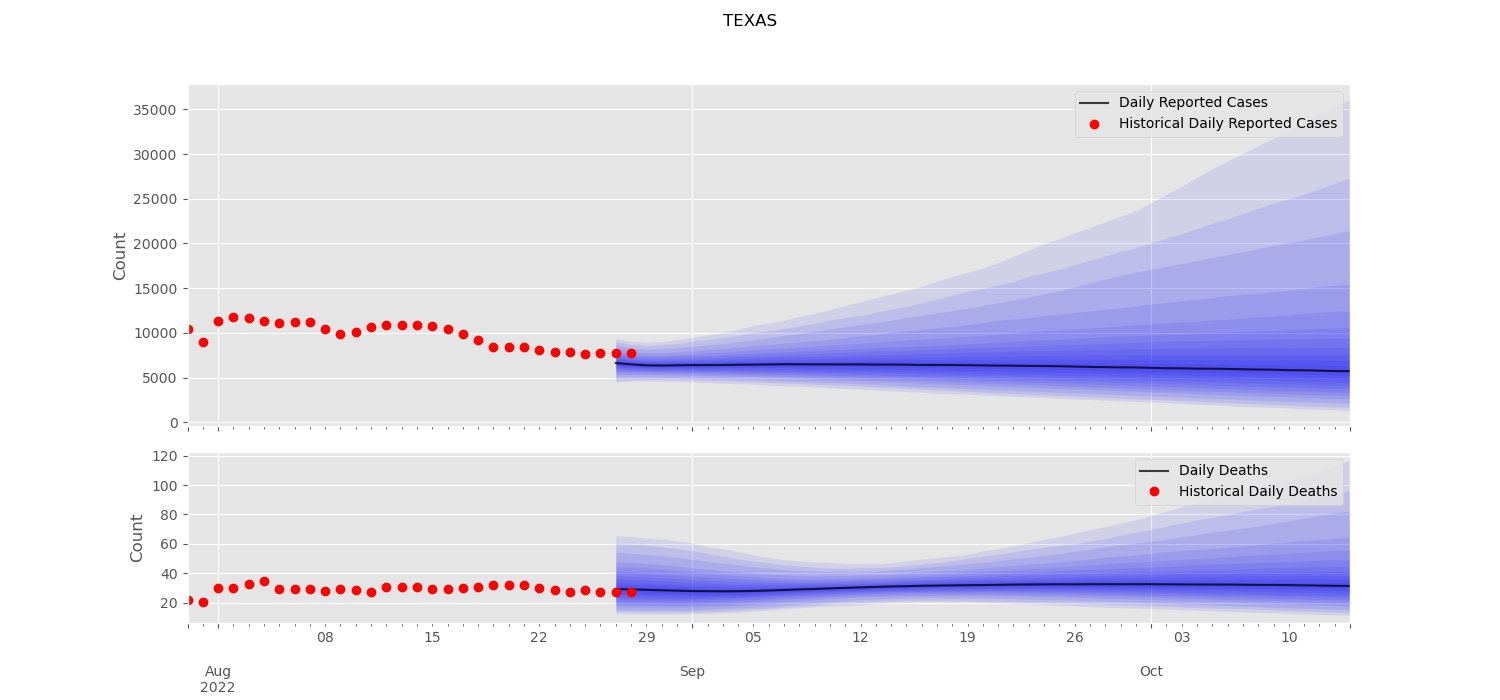 TEXAS
35000
30000
25000
20000
15000
10000
5000
0
Count
Daily Reported Cases
Historical Daily Reported Cases
120
100
80
60
40
20
Count
Daily Deaths
Historical Daily Deaths
08 15 22 29 05 12 19 26 03 10
Aug Sep Oct
2022